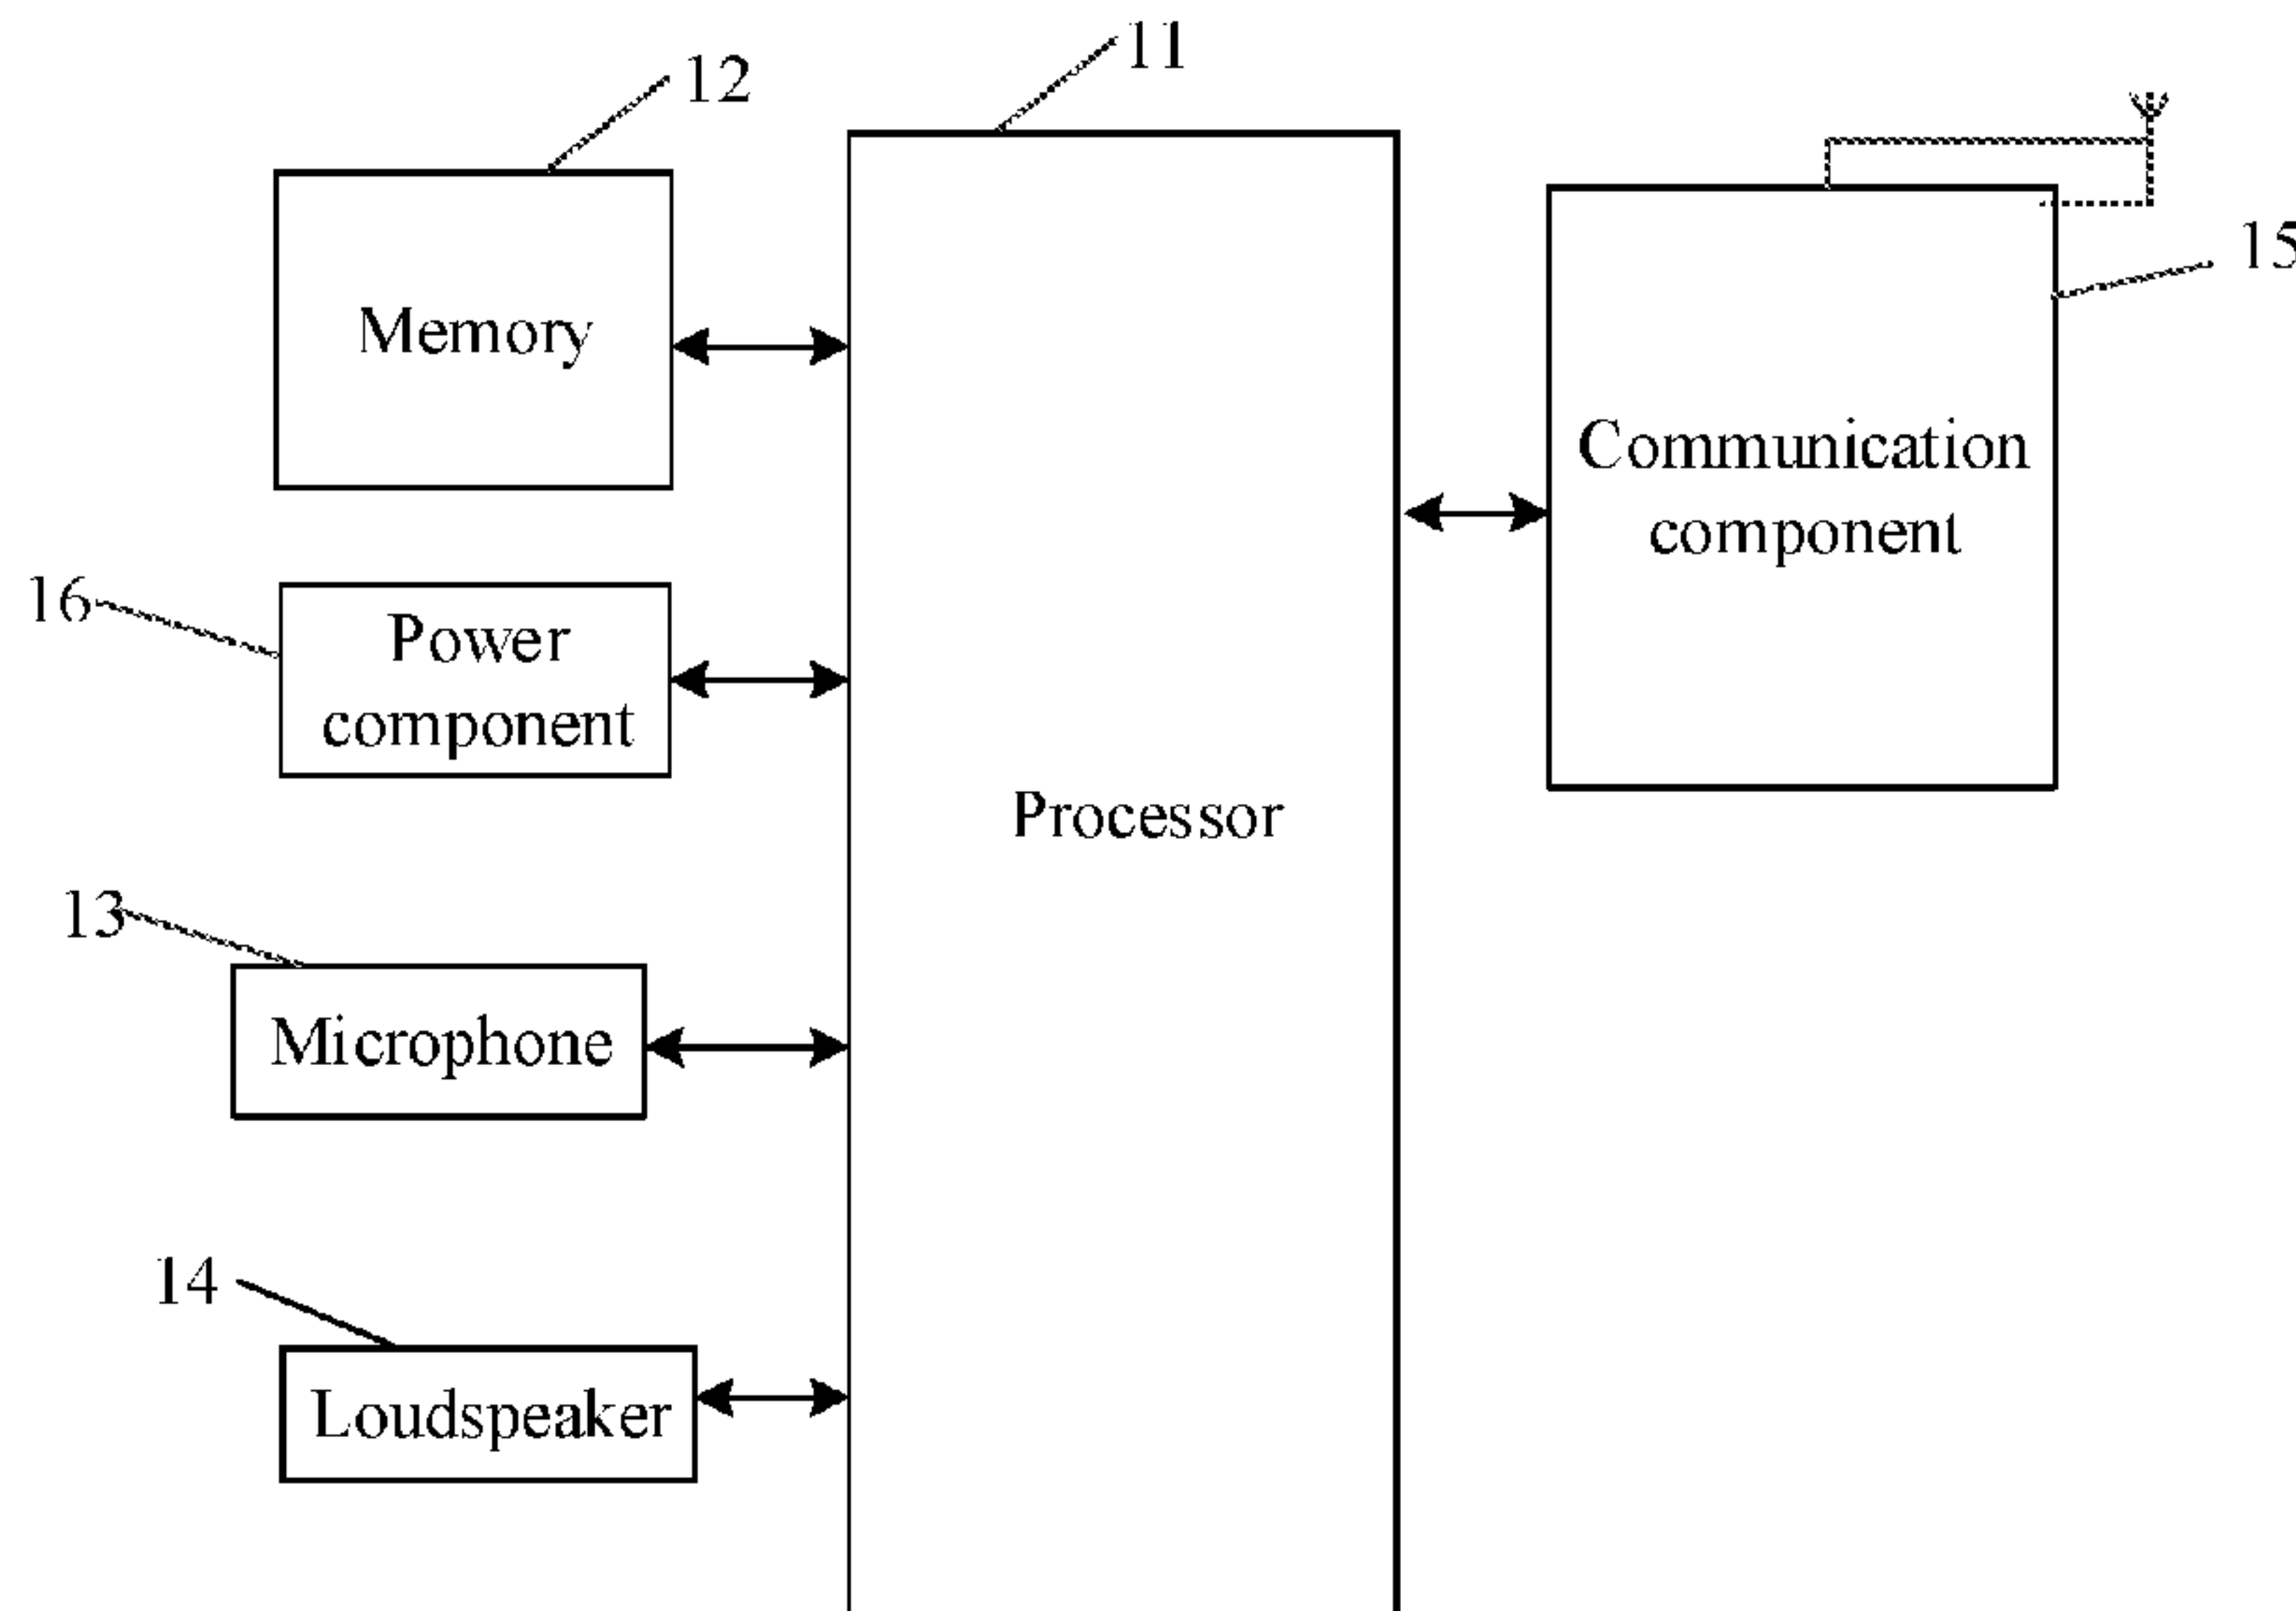 11
12
15
Memory
Communication
component
16
Power
component
Processor
13
Microphone
14
Loudspeaker